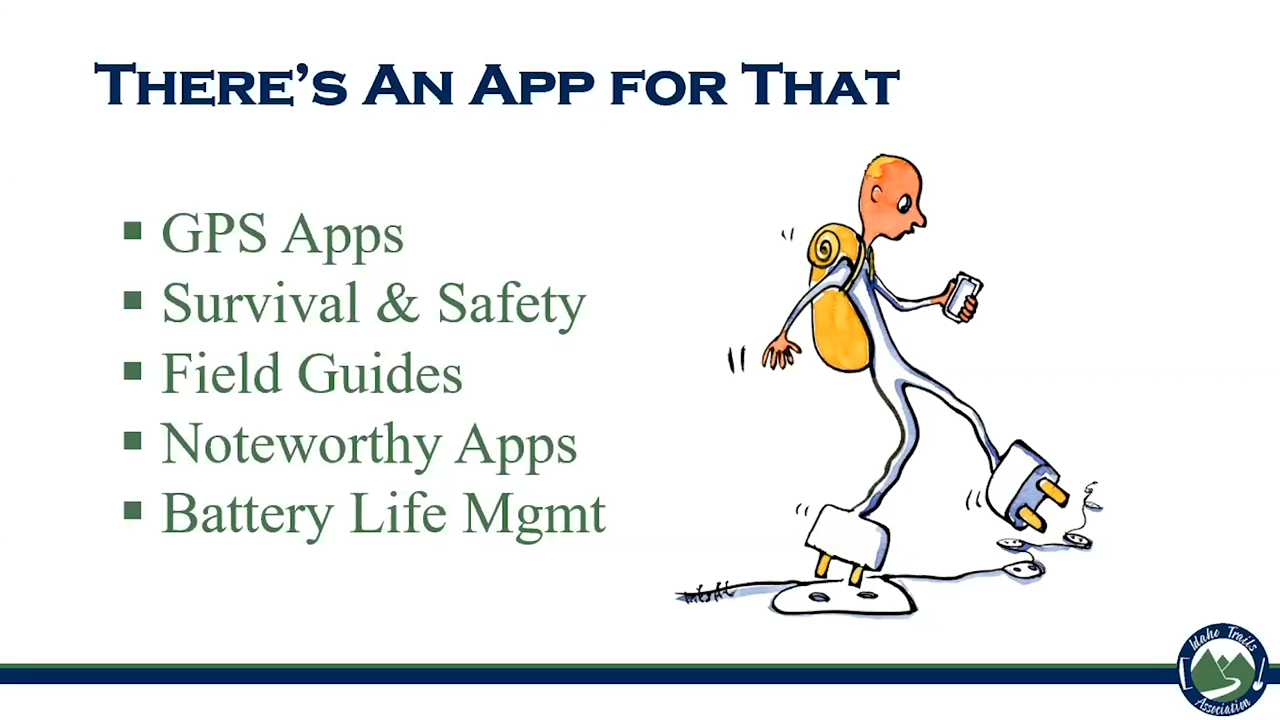 There's An App for That
▪ GPS Apps
▪ Survival & Safety
▪ Field Guides
▪ Noteworthy Apps
▪ Battery Life Mgmt
Idaho Trails
Association